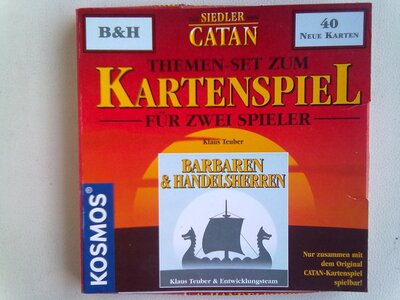 B&H
SIEDLER
CATAN
40
NEUE KARTEN
THEMEN-SET ZUM
KARTENSPIEL
FÜR ZWEI SPIELER
Klaus Teuber
BARBAREN
& HANDELSHERREN
Klaus Teuber & Entwicklungsteam
KOSMOS®
Nur zusammen mit
dem Original
CATAN-Kartenspiel
spielbar!